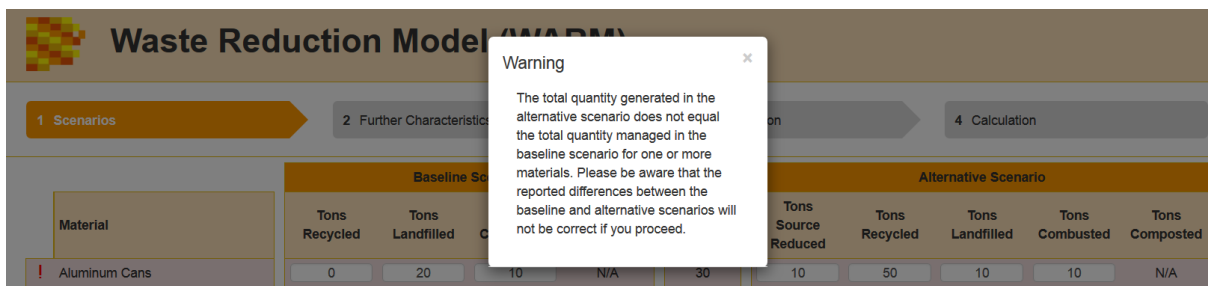 Waste Reduction Model (WARM)
Warning ×
The total quantity generated in the
alternative scenario does not equal
the total quantity managed in the
baseline scenario for one or more
materials. Please be aware that the
reported differences between the
baseline and alternative scenarios will
not be correct if you proceed.
1 Scenarios
2 Further Characteristics
4 Calculation
Baseline
Alternative Scenario
Material
Tons Recycled
Tons Landfilled
Tons Source Reduced
Tons Recycled
Tons Landfilled
Tons Combusted
Tons Composted
! Aluminum Cans 0 20 10 N/A 30 10 50 10 10 N/A